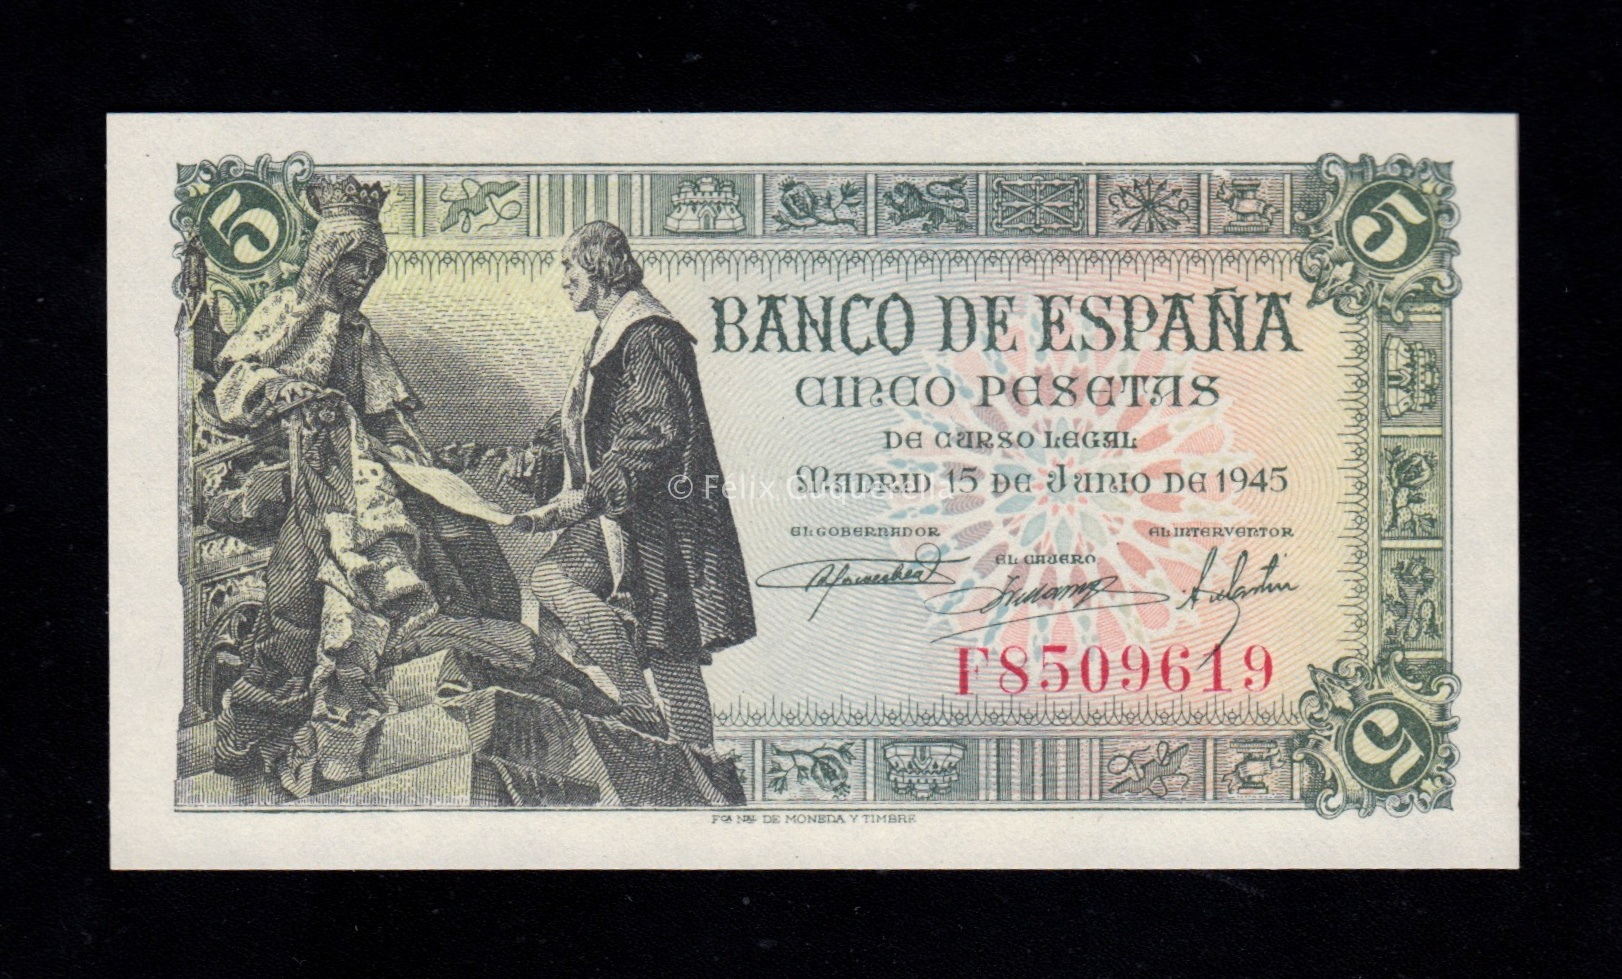 5
5
BANCO DE ESPAÑA
CINCO PESETAS
DE CURSO LEGAL
MADRID 15 DE JUNIO DE 1945
© Félix Cuquerella
EL GOBERNADOR
EL INTERVENTOR
EL CAJERO
F8509619
5
FCA NAL DE MONEDA Y TIMBRE